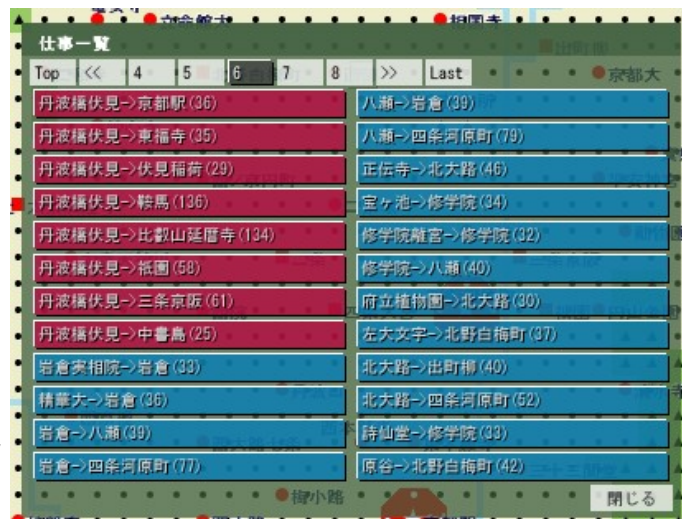 立命館大
相国寺
仕事一覧
Top << 4 5 6 7 8 >> Last
京都大
丹波橋伏見->京都駅(36)
丹波橋伏見->東福寺(35)
丹波橋伏見->伏見稲荷(29)
丹波橋伏見->鞍馬(136)
丹波橋伏見->比叡山延暦寺(134)
丹波橋伏見->祇園(58)
丹波橋伏見->三条京阪(61)
丹波橋伏見->中書島(25)
岩倉実相院->岩倉(33)
精華大->岩倉(36)
岩倉->八瀬(39)
岩倉->四条河原町(77)
八瀬->岩倉(39)
八瀬->四条河原町(79)
正伝寺->北大路(46)
宝ヶ池->修学院(34)
修学院離宮->修学院(32)
修学院->八瀬(40)
府立植物園->北大路(30)
左大文字->北野白梅町(37)
北大路->出町柳(40)
北大路->四条河原町(52)
詩仙堂->修学院(33)
原谷->北野白梅町(42)
梅小路
閉じる